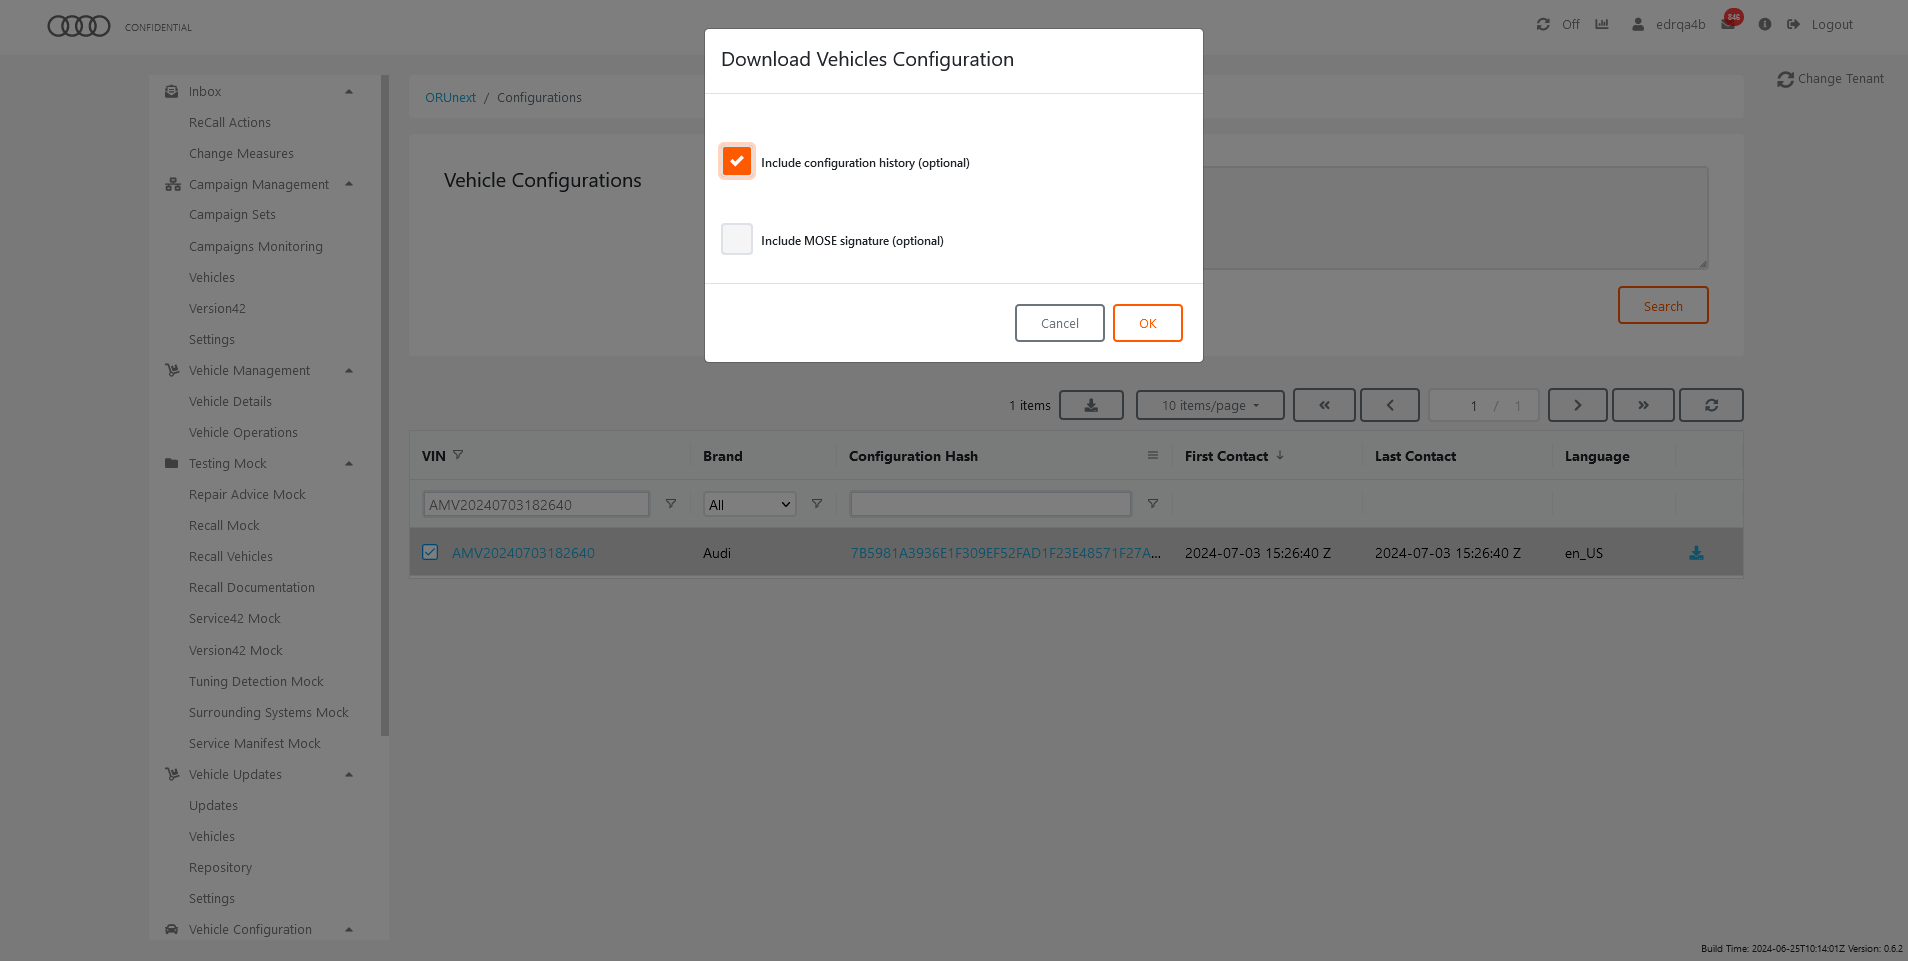 CONFIDENTIAL
Off
edrqa4b
846
Logout
Change Tenant
Download Vehicles Configuration
Include configuration history (optional)
Include MOSE signature (optional)
Cancel
OK
Inbox
ReCall Actions
Change Measures
Campaign Management
Campaign Sets
Campaigns Monitoring
Vehicles
Version42
Settings
Vehicle Management
Vehicle Details
Vehicle Operations
Testing Mock
Repair Advice Mock
Recall Mock
Recall Vehicles
Recall Documentation
Service42 Mock
Version42 Mock
Tuning Detection Mock
Surrounding Systems Mock
Service Manifest Mock
Vehicle Updates
Updates
Vehicles
Repository
Settings
Vehicle Configuration
ORUnext / Configurations
Vehicle Configurations
Search
1 items
10 items/page
1 / 1
VIN Brand Configuration Hash First Contact Last Contact Language
AMV20240703182640 All
AMV20240703182640 Audi 7B5981A3936E1F309EF52FAD1F23E48571F27A... 2024-07-03 15:26:40 Z 2024-07-03 15:26:40 Z en_US
Build Time: 2024-06-25T10:14:01Z Version: 0.6.2